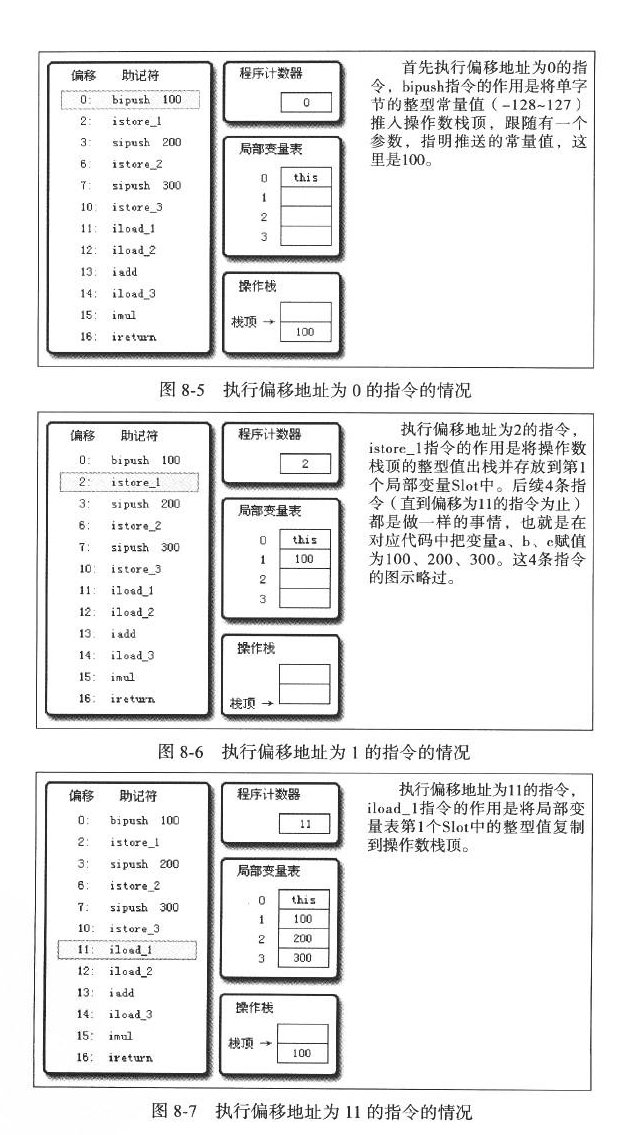 偏移 助记符
0: bipush 100
2: istore_1
3: sipush 200
6: istore_2
7: sipush 300
10: istore_3
11: iload_1
12: iload_2
13: iadd
14: iload_3
15: imul
16: ireturn
程序计数器
0
局部变量表
0 this
1
2
3
操作栈
栈顶 →
100
首先执行偏移地址为0的指
令，bipush指令的作用是将单字
节的整型常量值（-128~127）
推入操作数栈顶，跟随有一个
参数，指明推送的常量值，这
里是100。
图 8-5 执行偏移地址为 0 的指令的情况
偏移 助记符
0: bipush 100
2: istore_1
3: sipush 200
6: istore_2
7: sipush 300
10: istore_3
11: iload_1
12: iload_2
13: iadd
14: iload_3
15: imul
16: ireturn
程序计数器
2
局部变量表
0 this
1 100
2
3
操作栈
栈顶 →
执行偏移地址为2的指令，
istore_1指令的作用是将操作数
栈顶的整型值出栈并存放到第1
个局部变量Slot中。后续4条指
令（直到偏移为11的指令为止）
都是做一样的事情，也就是在
对应代码中把变量a、b、c赋值
为100、200、300。这4条指令
的图示略过。
图 8-6 执行偏移地址为 1 的指令的情况
偏移 助记符
0: bipush 100
2: istore_1
3: sipush 200
6: istore_2
7: sipush 300
10: istore_3
11: iload_1
12: iload_2
13: iadd
14: iload_3
15: imul
16: ireturn
程序计数器
11
局部变量表
0 this
1 100
2 200
3 300
操作栈
栈顶 →
100
执行偏移地址为11的指令，
iload_1指令的作用是将局部变
量表第1个Slot中的整型值复制
到操作数栈顶。
图 8-7 执行偏移地址为 11 的指令的情况